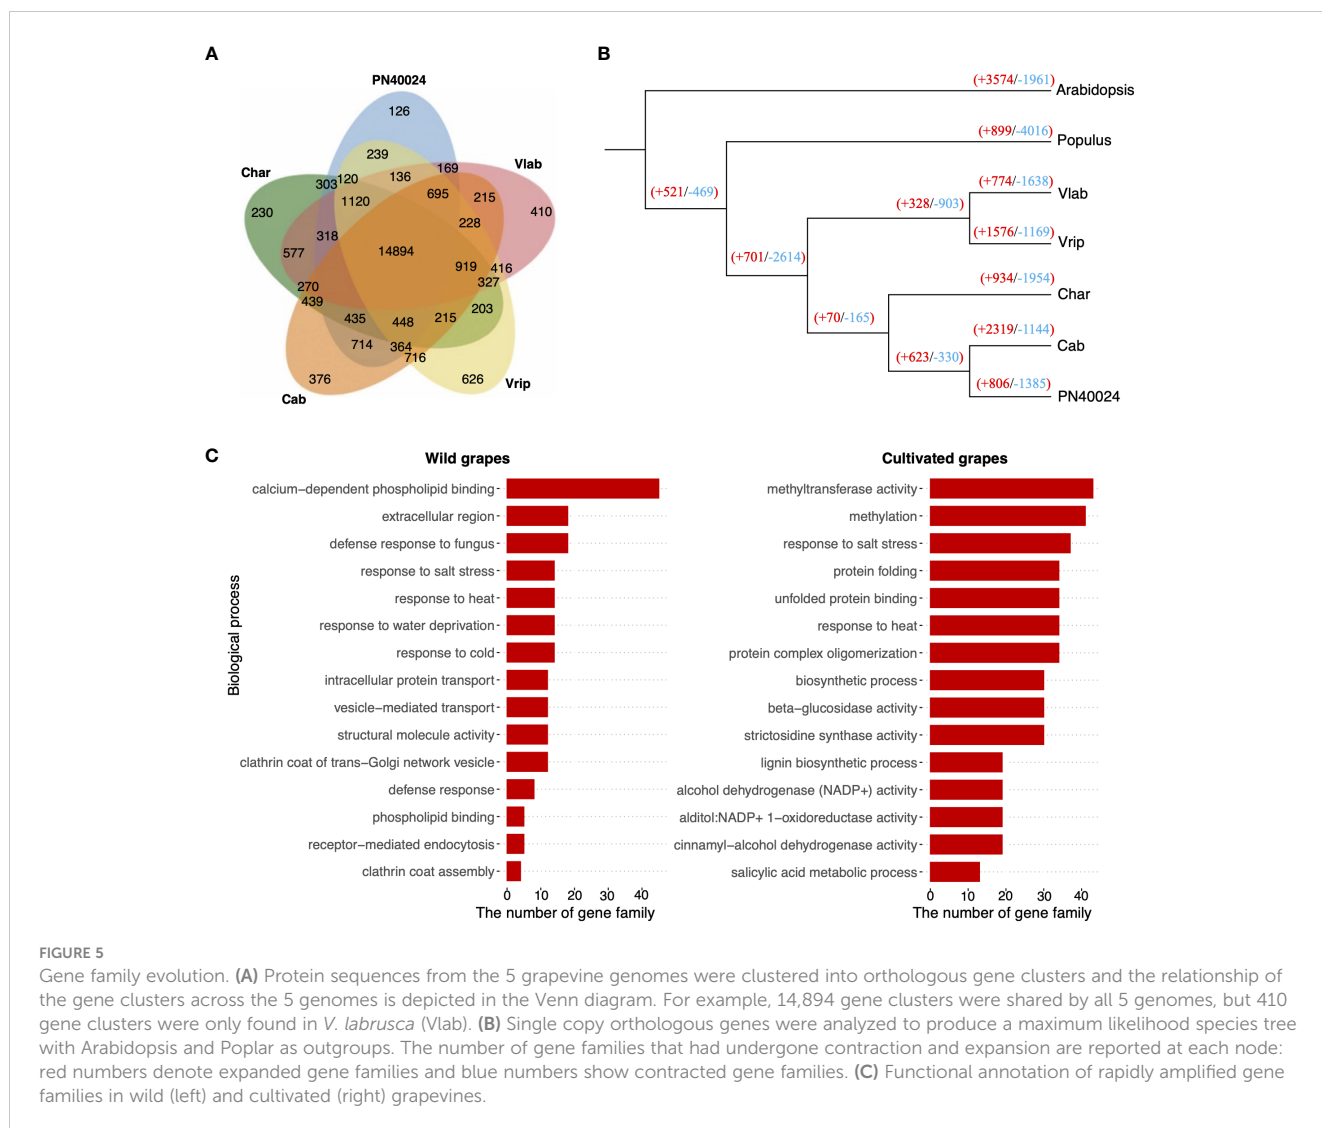 A
PN40024
126
239
169
Vlab
Char
303
120
136
695
215
410
230
1120
228
318
577
14894
919
416
327
270
439
203
435
448
215
714
364
716
376
626
Cab
Vrip
B
(+3574/-1961)
Arabidopsis
(+899/-4016)
Populus
(+521/-469)
(+774/-1638)
Vlab
(+328/-903)
(+1576/-1169)
Vrip
(+701/-2614)
(+934/-1954)
Char
(+70/-165)
(+2319/-1144)
Cab
(+623/-330)
(+806/-1385)
PN40024
C
Wild grapes
Biological process
calcium−dependent phospholipid binding
extracellular region
defense response to fungus
response to salt stress
response to heat
response to water deprivation
response to cold
intracellular protein transport
vesicle−mediated transport
structural molecule activity
clathrin coat of trans−Golgi network vesicle
defense response
phospholipid binding
receptor−mediated endocytosis
clathrin coat assembly
0 10 20 30 40
The number of gene family
Cultivated grapes
methyltransferase activity
methylation
response to salt stress
protein folding
unfolded protein binding
response to heat
protein complex oligomerization
biosynthetic process
beta−glucosidase activity
strictosidine synthase activity
lignin biosynthetic process
alcohol dehydrogenase (NADP+) activity
alditol:NADP+ 1−oxidoreductase activity
cinnamyl−alcohol dehydrogenase activity
salicylic acid metabolic process
0 10 20 30 40
The number of gene family
FIGURE 5
Gene family evolution. (A) Protein sequences from the 5 grapevine genomes were clustered into orthologous gene clusters and the relationship of
the gene clusters across the 5 genomes is depicted in the Venn diagram. For example, 14,894 gene clusters were shared by all 5 genomes, but 410
gene clusters were only found in V. labrusca (Vlab). (B) Single copy orthologous genes were analyzed to produce a maximum likelihood species tree
with Arabidopsis and Poplar as outgroups. The number of gene families that had undergone contraction and expansion are reported at each node:
red numbers denote expanded gene families and blue numbers show contracted gene families. (C) Functional annotation of rapidly amplified gene
families in wild (left) and cultivated (right) grapevines.